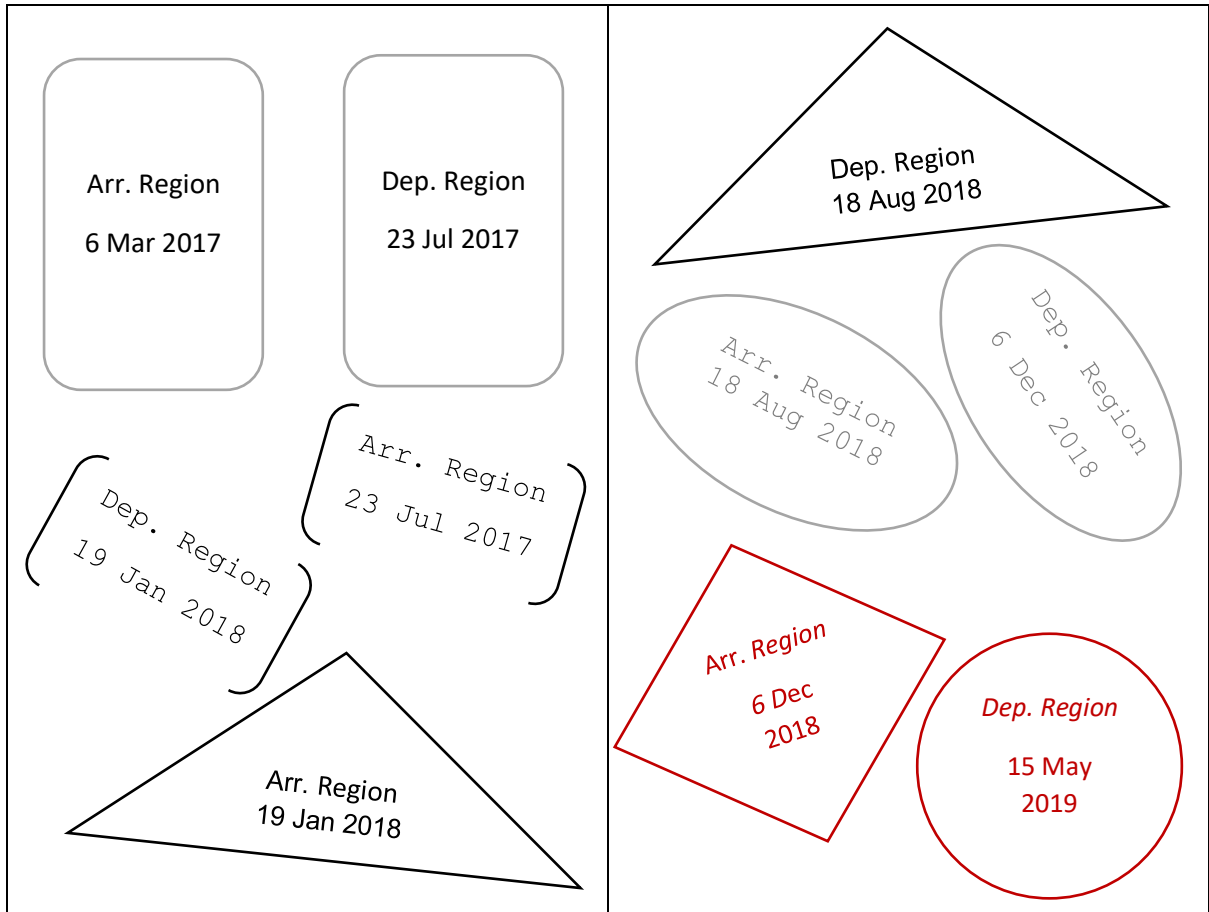 Arr. Region
6 Mar 2017
Dep. Region
23 Jul 2017
Arr. Region
23 Jul 2017
Dep. Region
19 Jan 2018
Arr. Region
19 Jan 2018
Dep. Region
18 Aug 2018
Arr. Region
18 Aug 2018
Dep. Region
6 Dec 2018
Arr. Region
6 Dec
2018
Dep. Region
15 May
2019